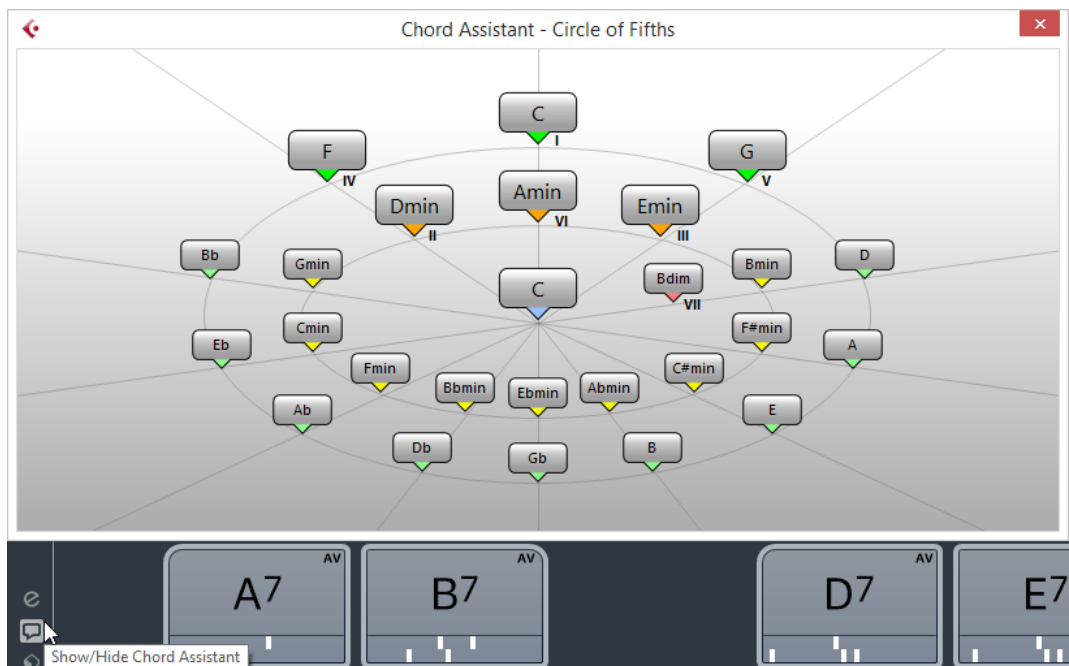 Chord Assistant - Circle of Fifths
C
I
F
IV
G
V
Dmin
II
Amin
VI
Emin
III
Bb
Gmin
C
Bdim
VII
Bmin
D
Eb
Cmin
F#min
A
Fmin
Bbmin
Ebmin
Abmin
C#min
Ab
E
Db
Gb
B
AV
A7
AV
B7
AV
D7
E7
e
Show/Hide Chord Assistant